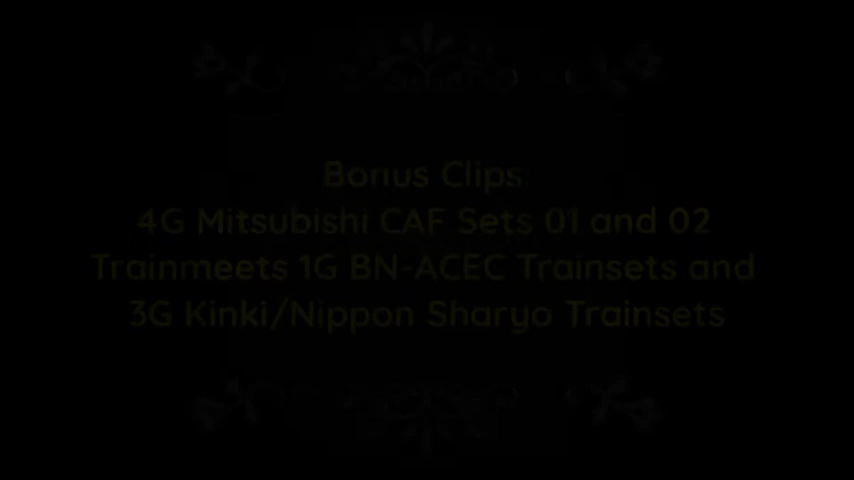 Bonus Clips:
4G Mitsubishi CAF Sets 01 and 02
Trainmeets 1G BN-ACEC Trainsets and
3G Kinki/Nippon Sharyo Trainsets